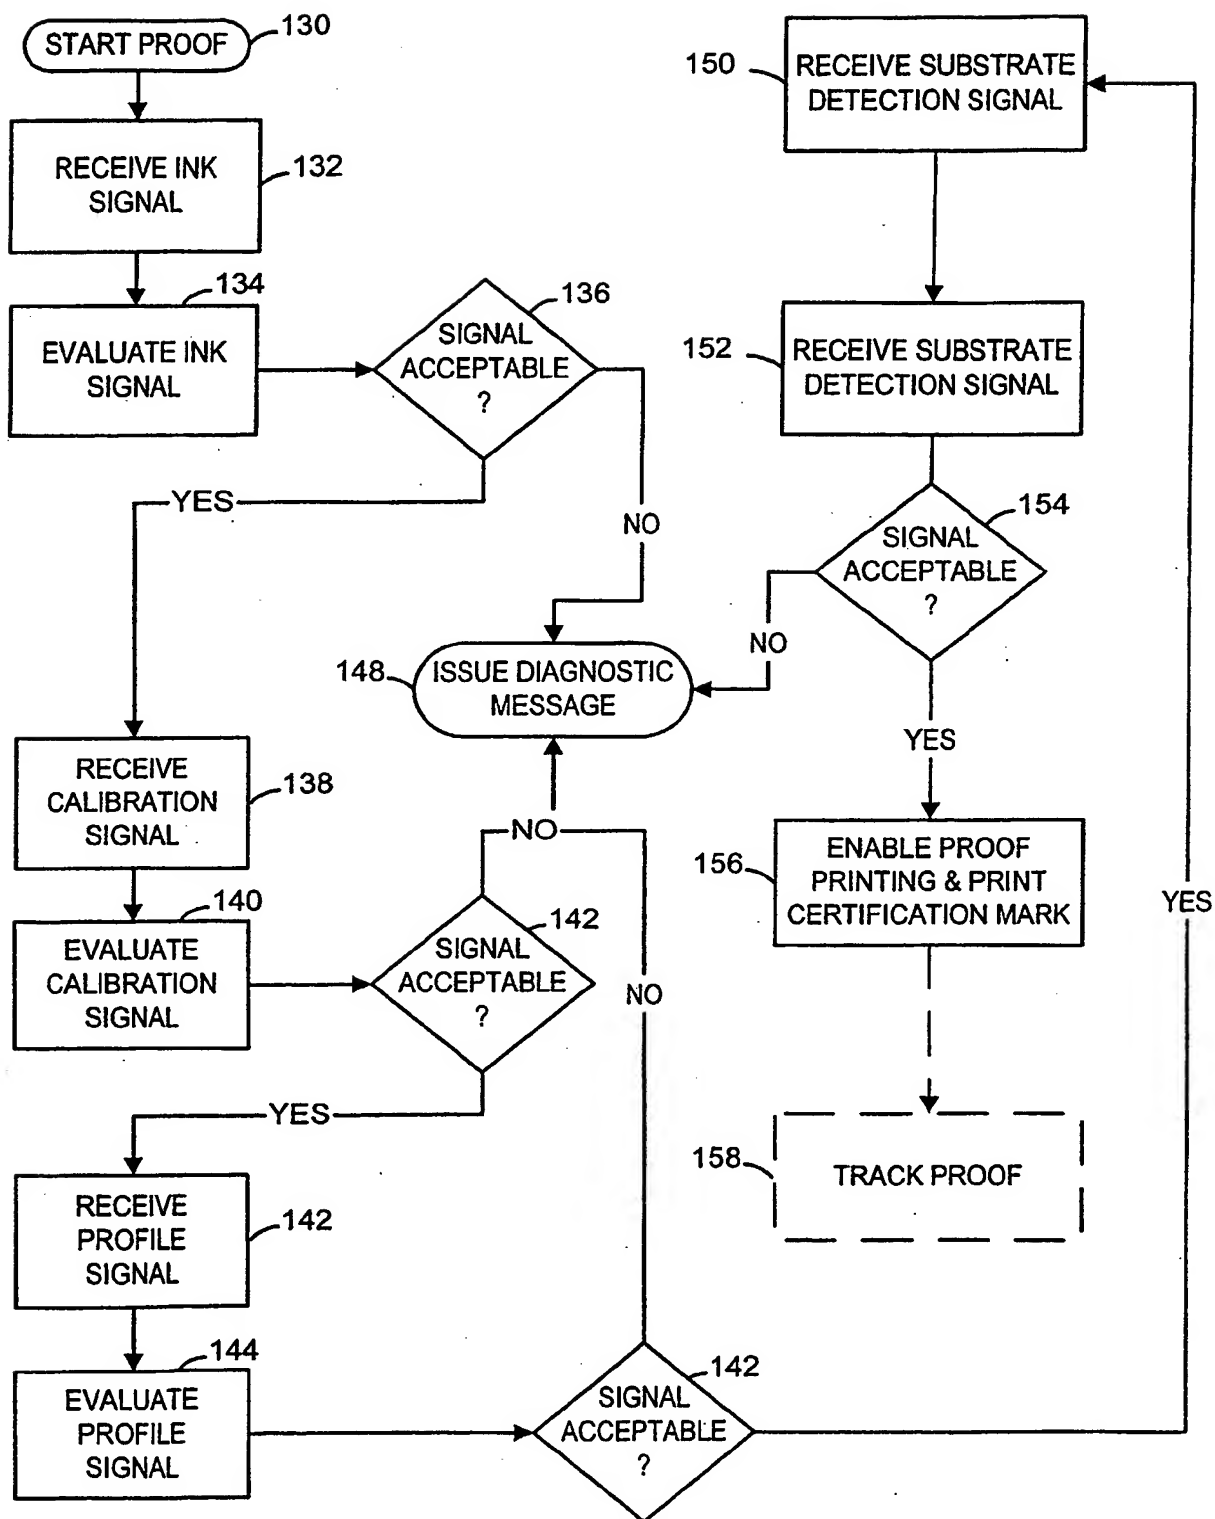 START PROOF
130
RECEIVE INK
SIGNAL
132
134
EVALUATE INK
SIGNAL
136
SIGNAL
ACCEPTABLE
?
YES
NO
RECEIVE
CALIBRATION
SIGNAL
138
140
EVALUATE
CALIBRATION
SIGNAL
142
SIGNAL
ACCEPTABLE
?
NO
148
ISSUE DIAGNOSTIC
MESSAGE
YES
RECEIVE
PROFILE
SIGNAL
142
144
EVALUATE
PROFILE
SIGNAL
142
SIGNAL
ACCEPTABLE
?
NO
YES
150
RECEIVE SUBSTRATE
DETECTION SIGNAL
152
RECEIVE SUBSTRATE
DETECTION SIGNAL
154
SIGNAL
ACCEPTABLE
?
NO
YES
156
ENABLE PROOF
PRINTING & PRINT
CERTIFICATION MARK
158
TRACK PROOF